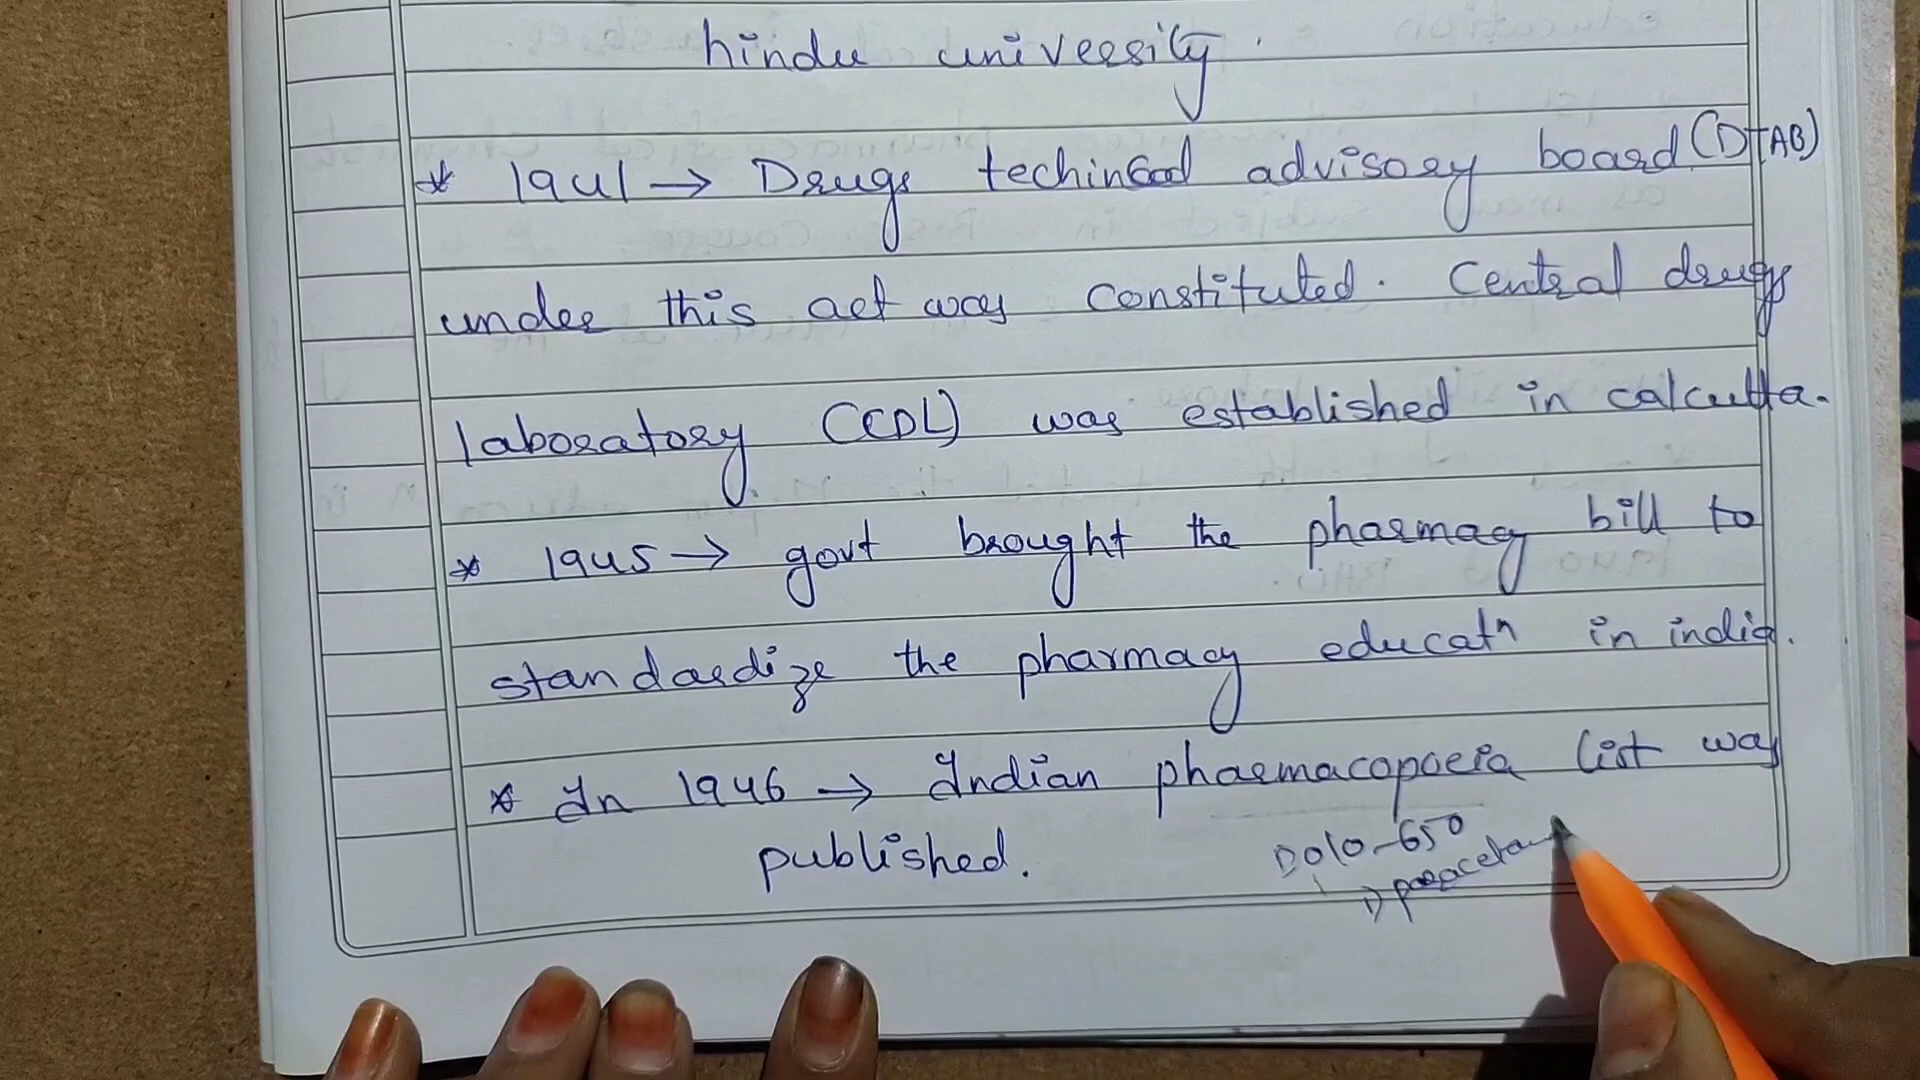 hindu university.
* 1941 → Drugs techincal advisory board (DTAB)
under this act was constituted. Central drugs
laboratory (CDL) was established in calcutta.
* 1945 → govt brought the pharmacy bill to
standardize the pharmacy educatⁿ in india.
* In 1946 → Indian pharmacopoeia list was
published.
Dolo-650
1) paracetam